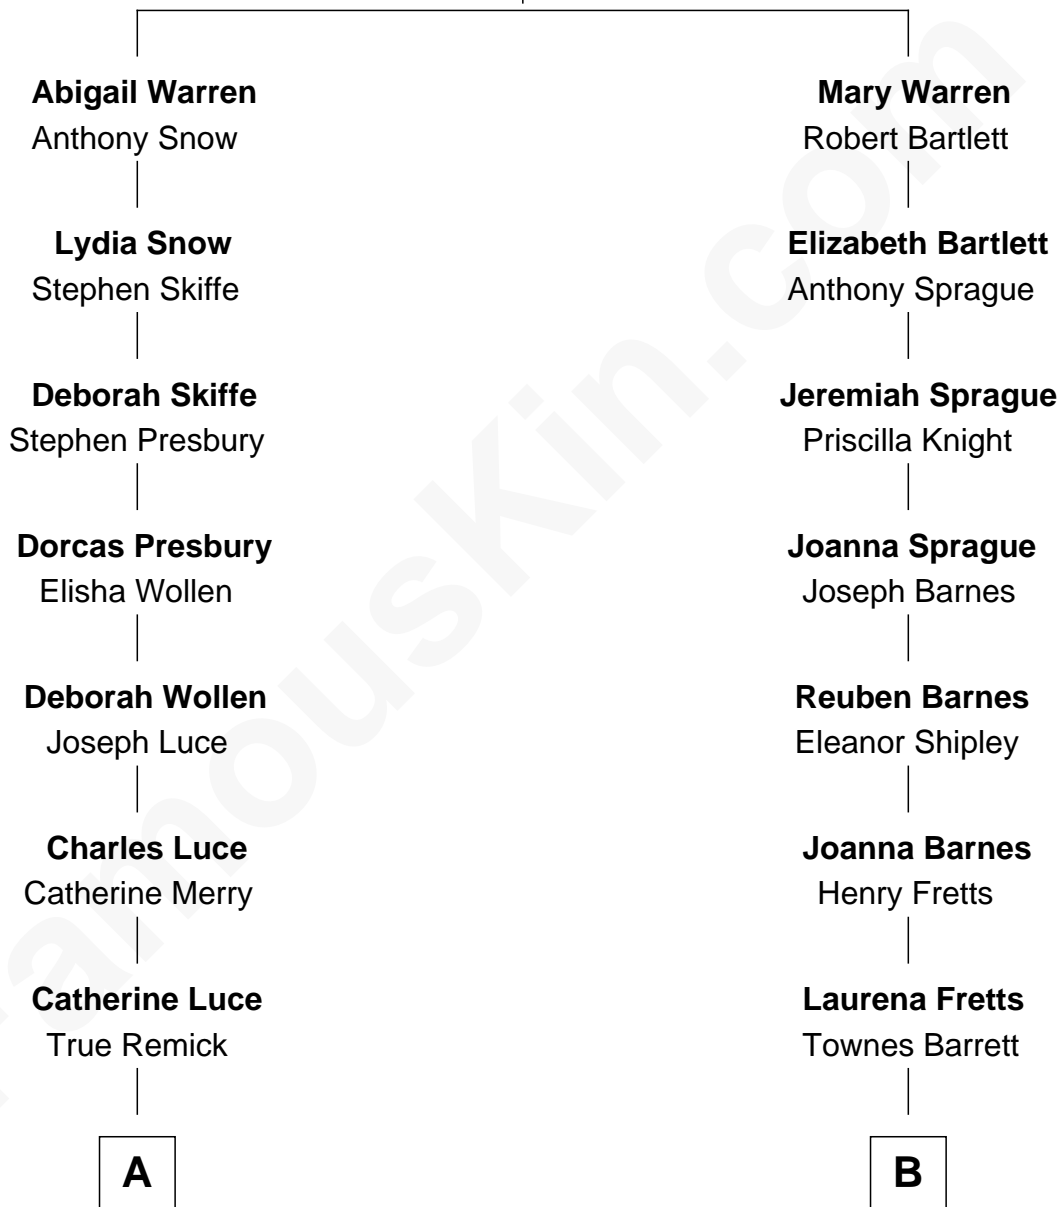 Abigail Warren
Anthony Snow
Lydia Snow
Stephen Skiffe
Deborah Skiffe
Stephen Presbury
Dorcas Presbury
Elisha Wollen
Deborah Wollen
Joseph Luce
Charles Luce
Catherine Merry
Catherine Luce
True Remick
A
Mary Warren
Robert Bartlett
Elizabeth Bartlett
Anthony Sprague
Jeremiah Sprague
Priscilla Knight
Joanna Sprague
Joseph Barnes
Reuben Barnes
Eleanor Shipley
Joanna Barnes
Henry Fretts
Laurena Fretts
Townes Barrett
B
FamousKin.com